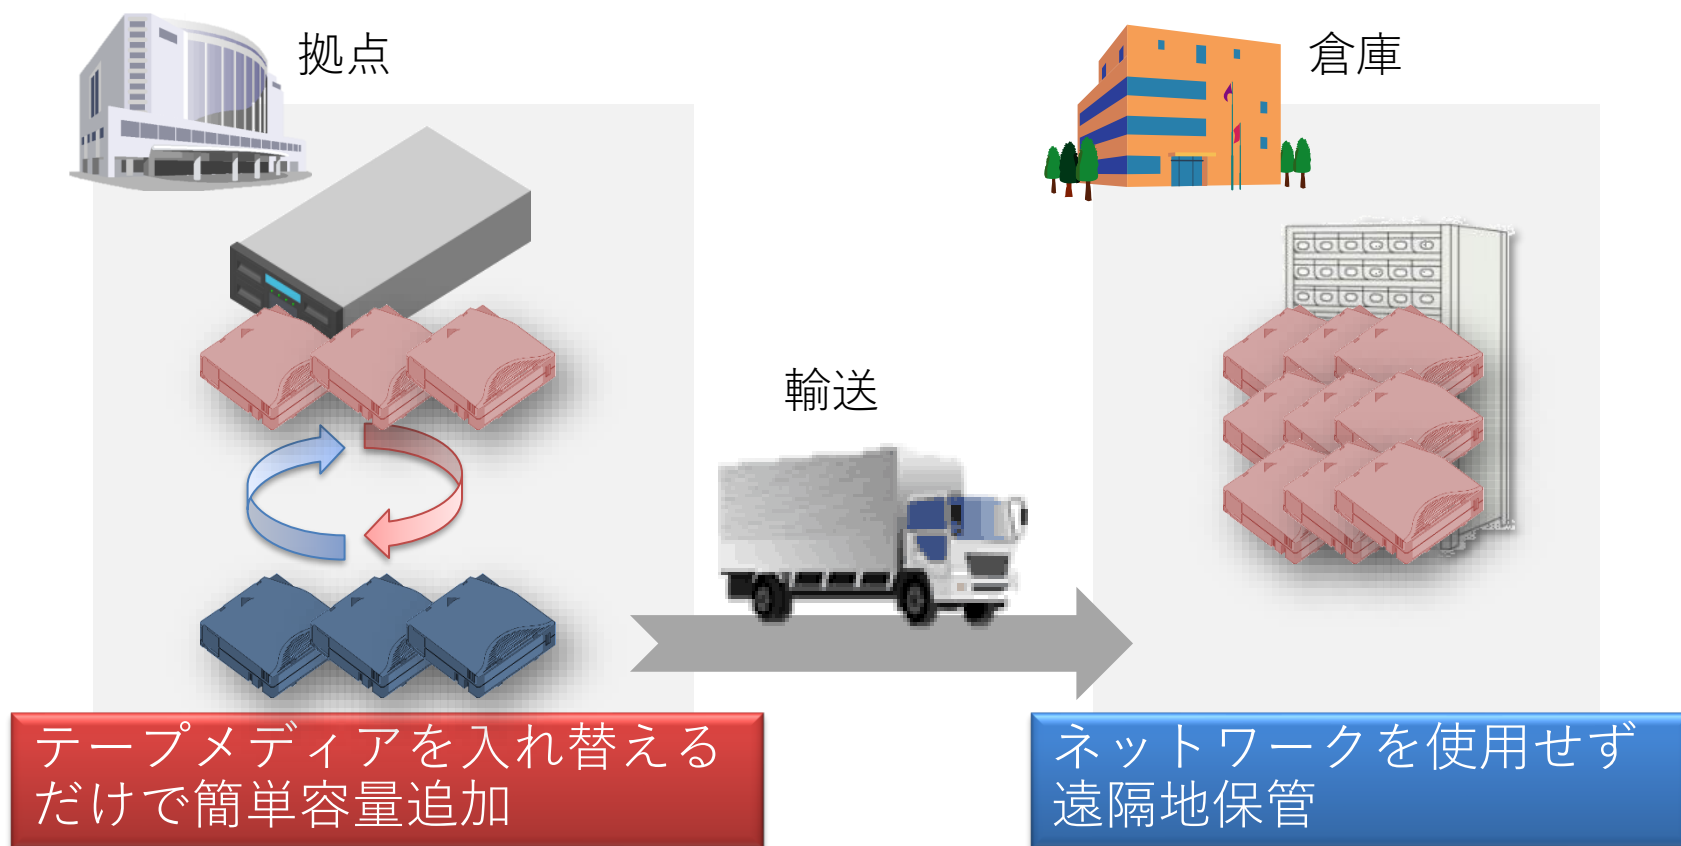 拠点
倉庫
輸送
テープメディアを入れ替える
だけで簡単容量追加
ネットワークを使用せず
遠隔地保管